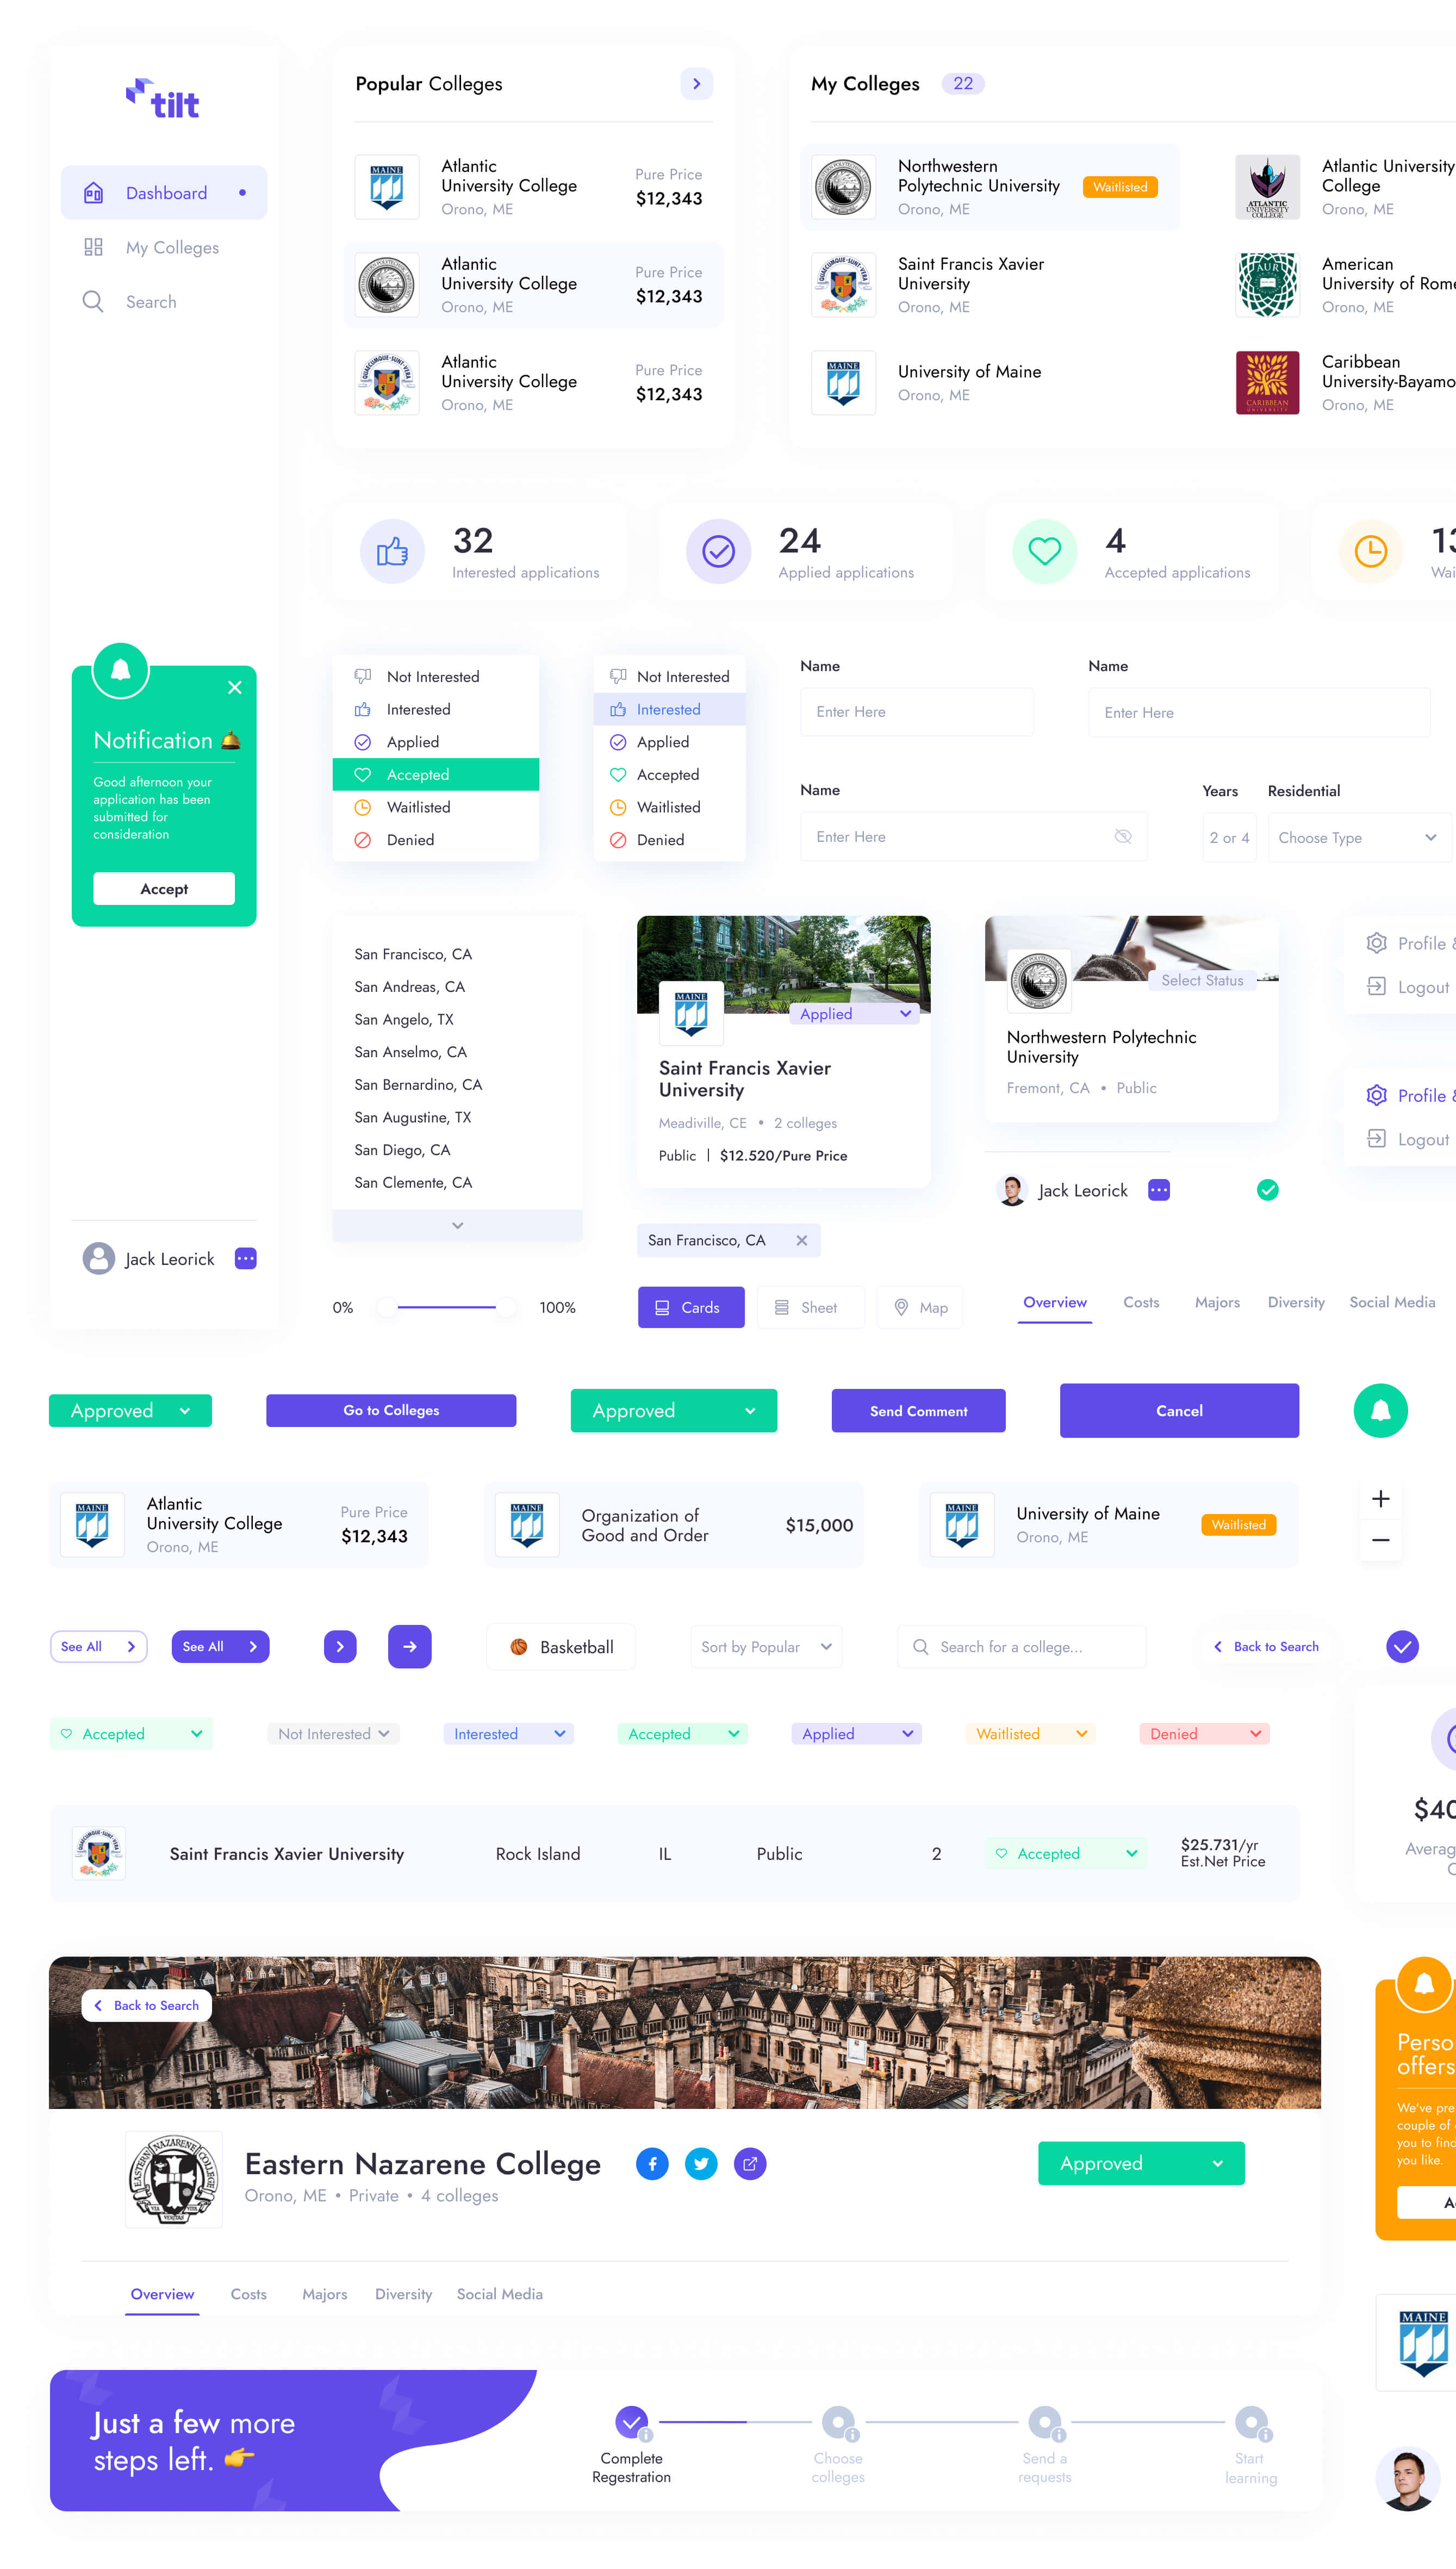 tilt
Dashboard
My Colleges
Search
Popular Colleges
MAINE
Atlantic
University College
Orono, ME
Pure Price
$12,343
Atlantic
University College
Orono, ME
Pure Price
$12,343
Atlantic
University College
Orono, ME
Pure Price
$12,343
My Colleges 22
Northwestern
Polytechnic University
Orono, ME
Waitlisted
ATLANTIC
UNIVERSITY
COLLEGE
Atlantic University
College
Orono, ME
Saint Francis Xavier
University
Orono, ME
AUR
American
University of Rome
Orono, ME
MAINE
University of Maine
Orono, ME
CARIBBEAN
UNIVERSITY
Caribbean
University-Bayamo
Orono, ME
32
Interested applications
24
Applied applications
4
Accepted applications
13
Wai
Notification
Good afternoon your
application has been
submitted for
consideration
Accept
Not Interested
Interested
Applied
Accepted
Waitlisted
Denied
Not Interested
Interested
Applied
Accepted
Waitlisted
Denied
Name
Enter Here
Name
Enter Here
Name
Enter Here
Years
2 or 4
Residential
Choose Type
San Francisco, CA
San Andreas, CA
San Angelo, TX
San Anselmo, CA
San Bernardino, CA
San Augustine, TX
San Diego, CA
San Clemente, CA
MAINE
Applied
Saint Francis Xavier
University
Meadiville, CE • 2 colleges
Public | $12.520/Pure Price
Select Status
Northwestern Polytechnic
University
Fremont, CA • Public
Jack Leorick
Profile &
Logout
Profile &
Logout
San Francisco, CA
Jack Leorick
0%
100%
Cards
Sheet
Map
Overview
Costs
Majors
Diversity
Social Media
Approved
Go to Colleges
Approved
Send Comment
Cancel
MAINE
Atlantic
University College
Orono, ME
Pure Price
$12,343
MAINE
Organization of
Good and Order
$15,000
MAINE
University of Maine
Orono, ME
Waitlisted
See All
See All
Basketball
Sort by Popular
Search for a college...
Back to Search
Accepted
Not Interested
Interested
Accepted
Applied
Waitlisted
Denied
$40
Averag
Saint Francis Xavier University
Rock Island
IL
Public
2
Accepted
$25.731/yr
Est.Net Price
Back to Search
Eastern Nazarene College
Orono, ME • Private • 4 colleges
Approved
Overview
Costs
Majors
Diversity
Social Media
Perso
offers
We've pre
couple of
you to find
you like.
MAINE
Just a few more
steps left.
Complete
Regestration
Choose
colleges
Send a
requests
Start
learning